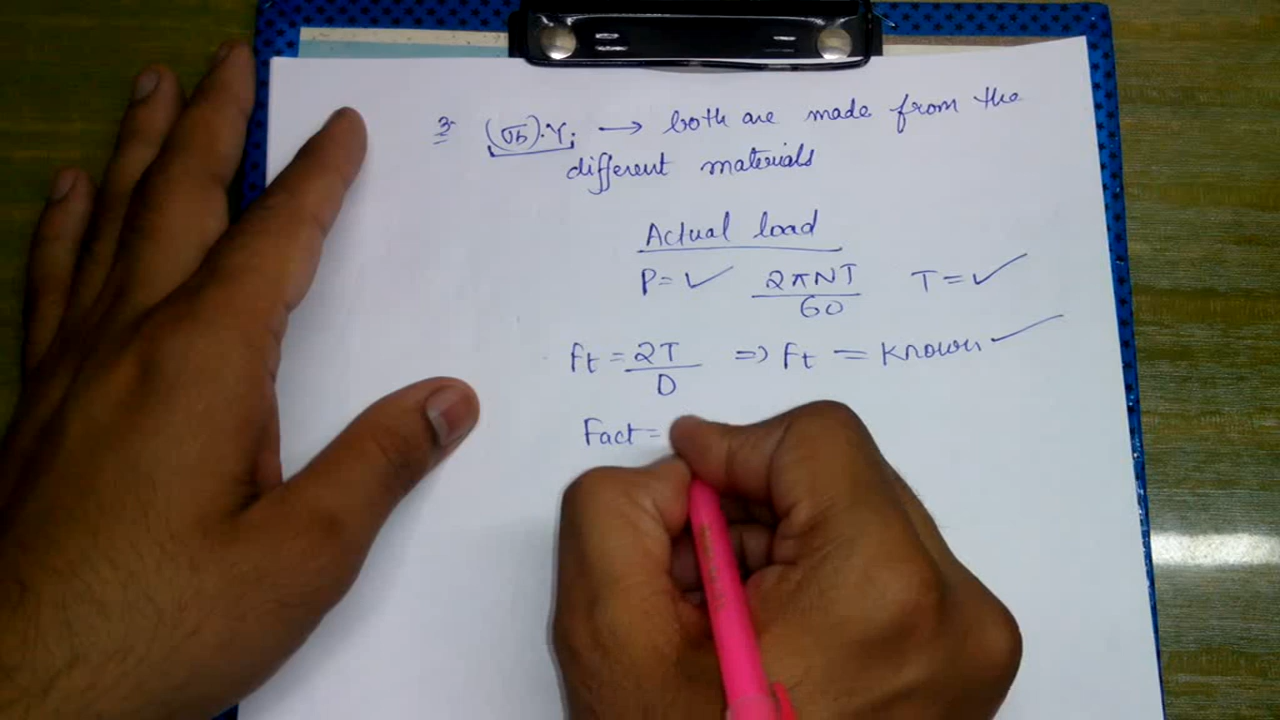 3. (σb).Y. → both are made from the
different materials
Actual load
P=✓ 2πNT/60 T=✓
Ft = 2T/D => Ft = Known ✓
Fact =